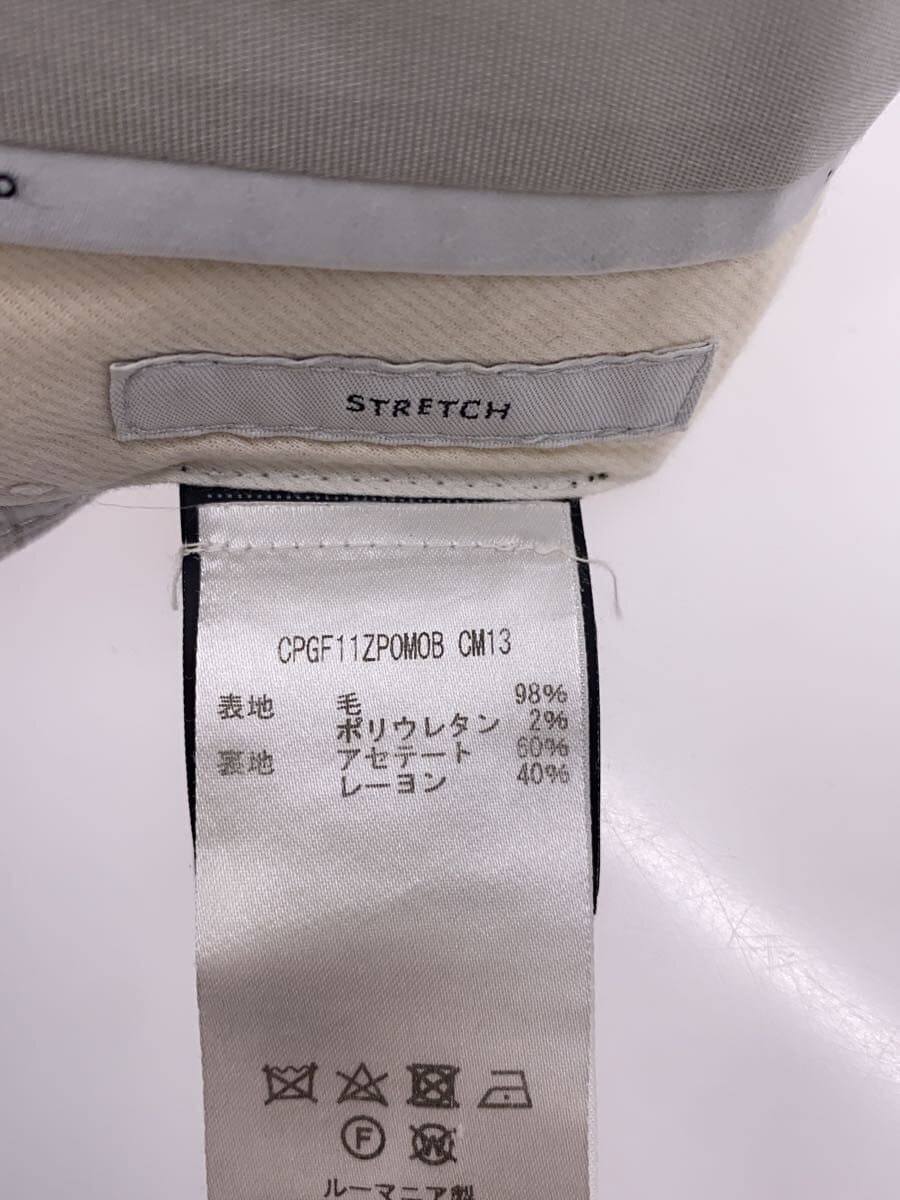 STRETCH
CPGF11ZPOMOB CM13
表地 毛 98%
ポリウレタン 2%
裏地 アセテート 60%
レーヨン 40%
F
W
ルーマニア製